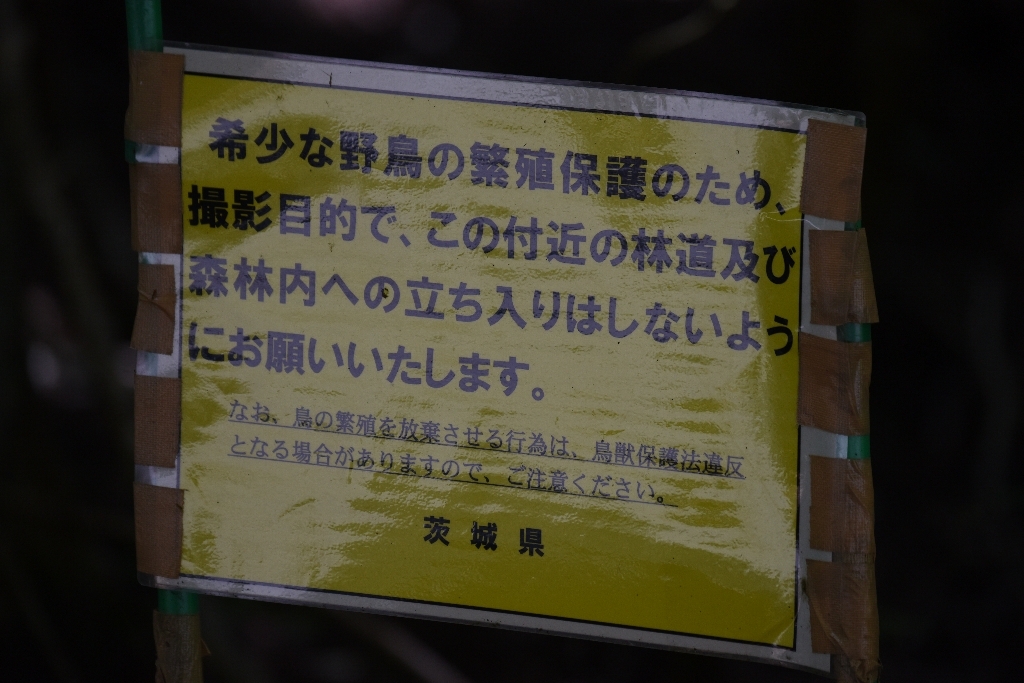 希少な野鳥の繁殖保護のため、
撮影目的で、この付近の林道及び
森林内への立ち入りはしないよう
にお願いいたします。
なお、鳥の繁殖を放棄させる行為は、鳥獣保護法違反
となる場合がありますので、ご注意ください。
茨城県